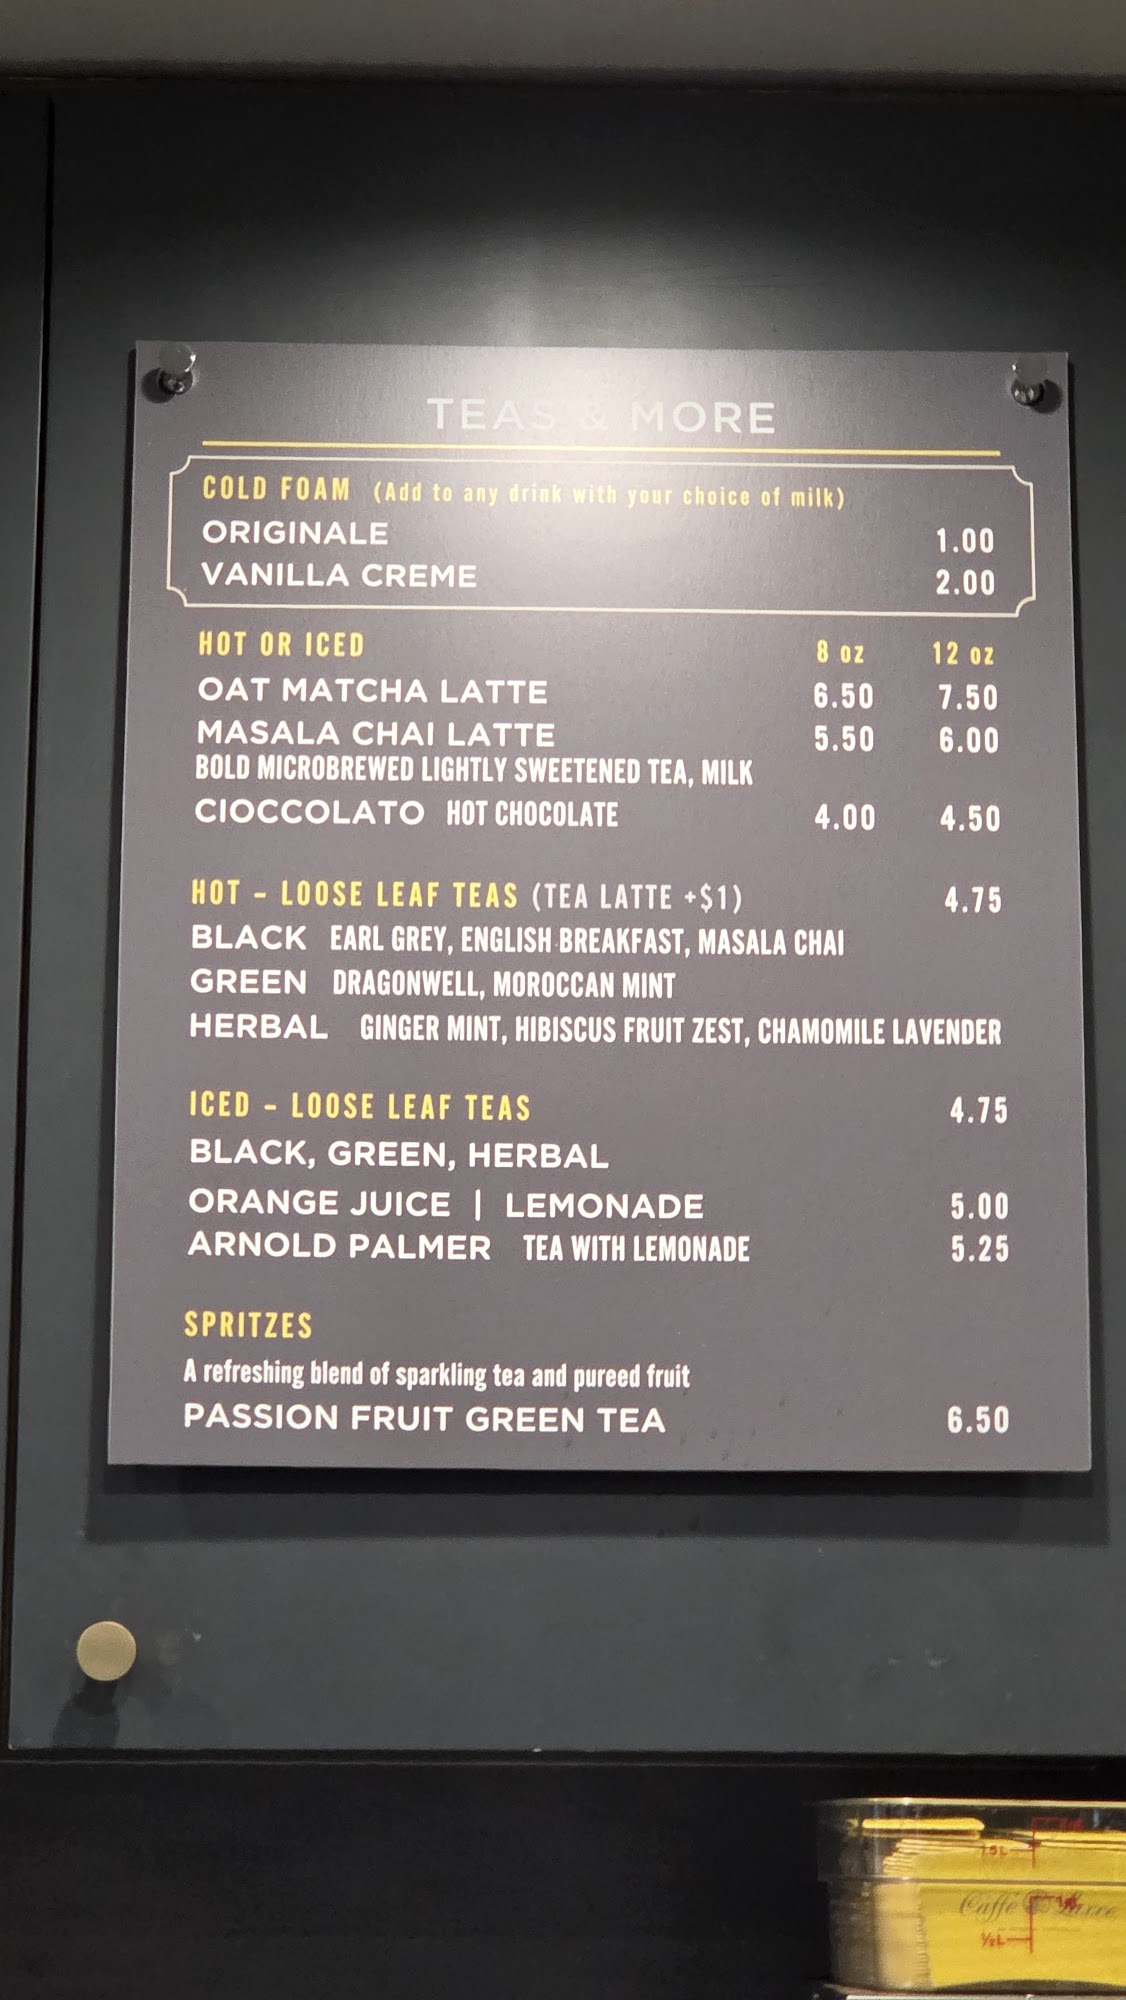 TEAS & MORE
COLD FOAM (Add to any drink with your choice of milk)
ORIGINALE 1.00
VANILLA CREME 2.00
HOT OR ICED 8 oz 12 oz
OAT MATCHA LATTE 6.50 7.50
MASALA CHAI LATTE 5.50 6.00
BOLD MICROBREWED LIGHTLY SWEETENED TEA, MILK
CIOCCOLATO HOT CHOCOLATE 4.00 4.50
HOT - LOOSE LEAF TEAS (TEA LATTE +$1) 4.75
BLACK EARL GREY, ENGLISH BREAKFAST, MASALA CHAI
GREEN DRAGONWELL, MOROCCAN MINT
HERBAL GINGER MINT, HIBISCUS FRUIT ZEST, CHAMOMILE LAVENDER
ICED - LOOSE LEAF TEAS 4.75
BLACK, GREEN, HERBAL
ORANGE JUICE | LEMONADE 5.00
ARNOLD PALMER TEA WITH LEMONADE 5.25
SPRITZES
A refreshing blend of sparkling tea and pureed fruit
PASSION FRUIT GREEN TEA 6.50
Caffè
½L